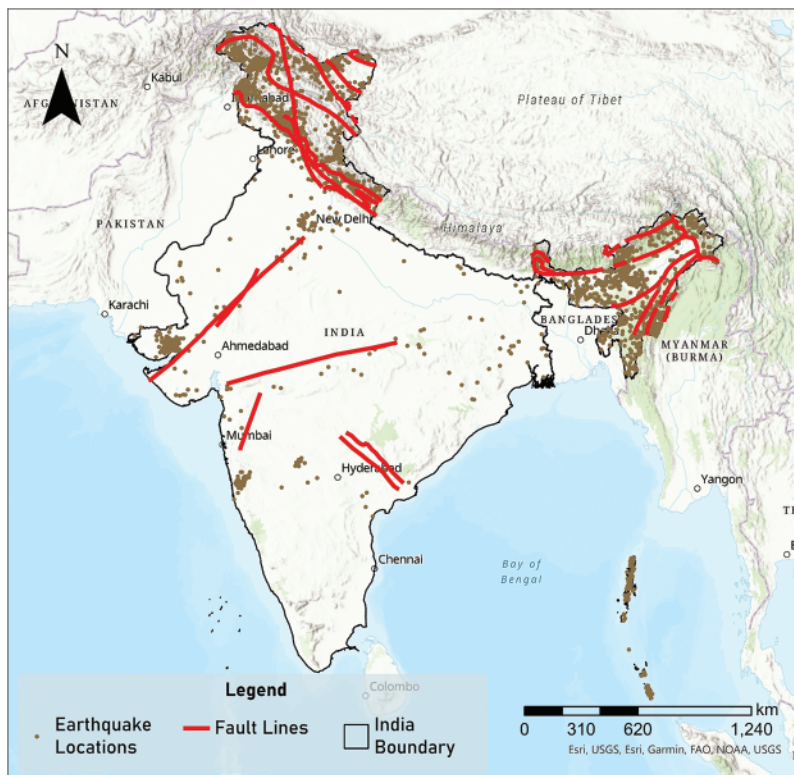 N
Kabul
AFGHANISTAN
Plateau of Tibet
Lahore
PAKISTAN
New Delhi
Himalaya
Karachi
INDIA
BANGLADES
Ahmedabad
MYANMAR
(BURMA)
Mumbai
Hyderabad
Yangon
Chennai
Bay of
Bengal
Legend
Colombo
Earthquake
Locations
Fault Lines
India
Boundary
km
0 310 620 1,240
Esri, USGS, Esri, Garmin, FAO, NOAA, USGS